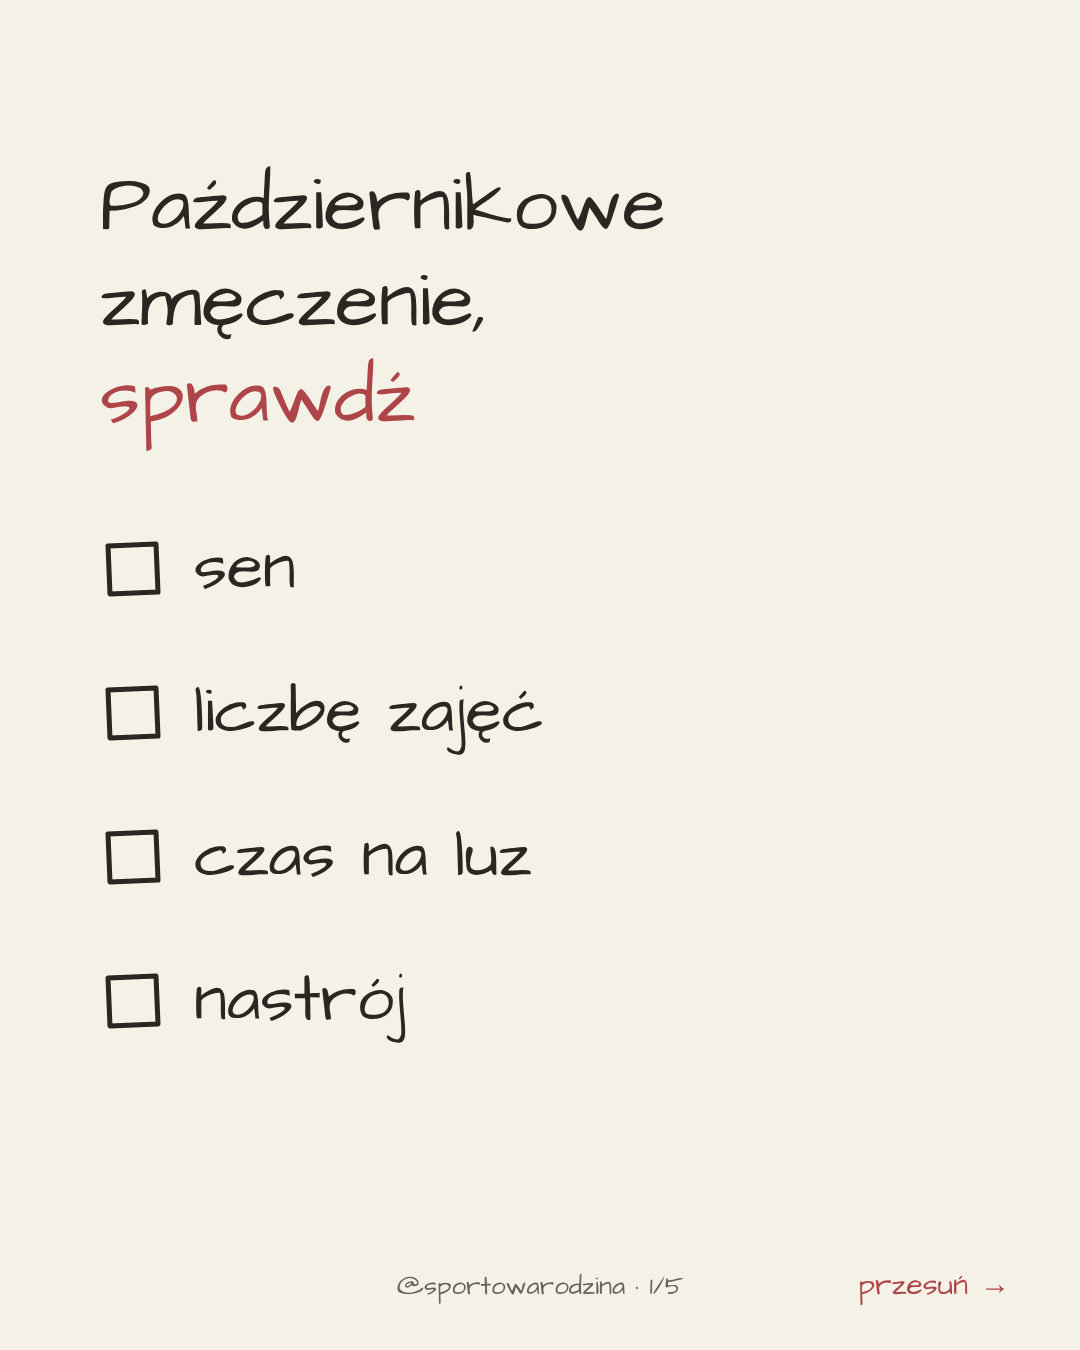 Październikowe
zmęczenie,
sprawdź
sen
liczbę zajęć
czas na luz
nastrój
@sportowarodzina · 1/5
przesuń →